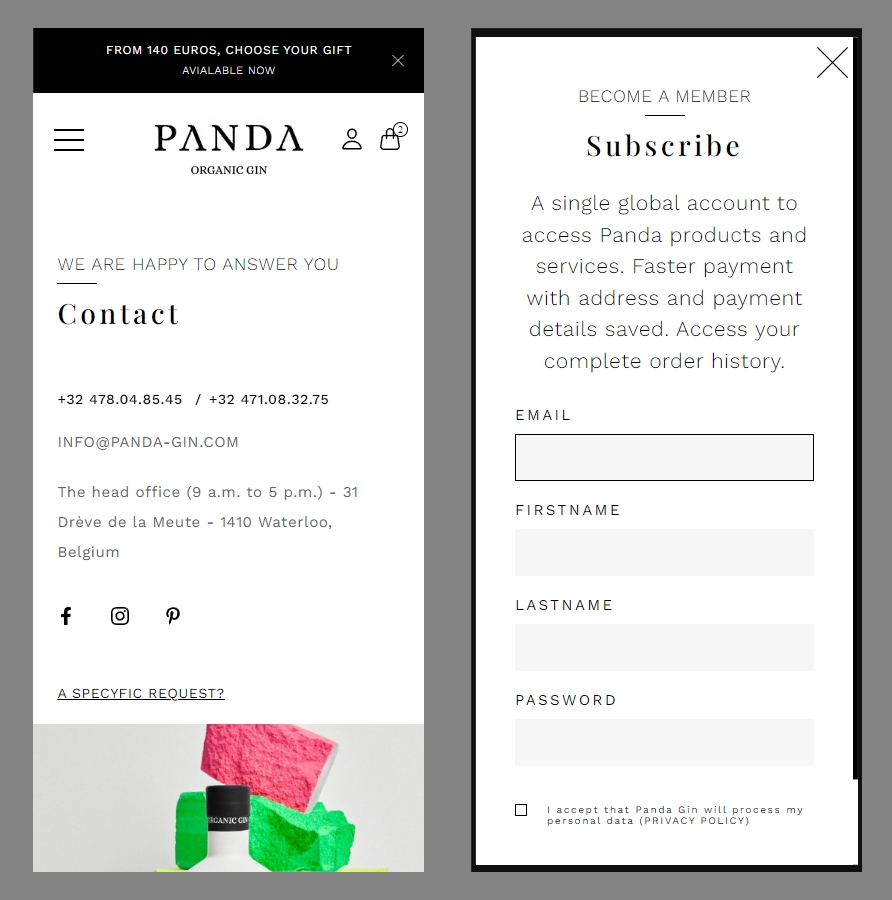 FROM 140 EUROS, CHOOSE YOUR GIFT
AVIALABLE NOW
PANDA
2
ORGANIC GIN
WE ARE HAPPY TO ANSWER YOU
Contact
+32 478.04.85.45 / +32 471.08.32.75
INFO@PANDA-GIN.COM
The head office (9 a.m. to 5 p.m.) - 31
Drève de la Meute - 1410 Waterloo,
Belgium
A SPECYFIC REQUEST?
ORGANIC GIN
BECOME A MEMBER
Subscribe
A single global account to
access Panda products and
services. Faster payment
with address and payment
details saved. Access your
complete order history.
EMAIL
FIRSTNAME
LASTNAME
PASSWORD
I accept that Panda Gin will process my
personal data (PRIVACY POLICY)